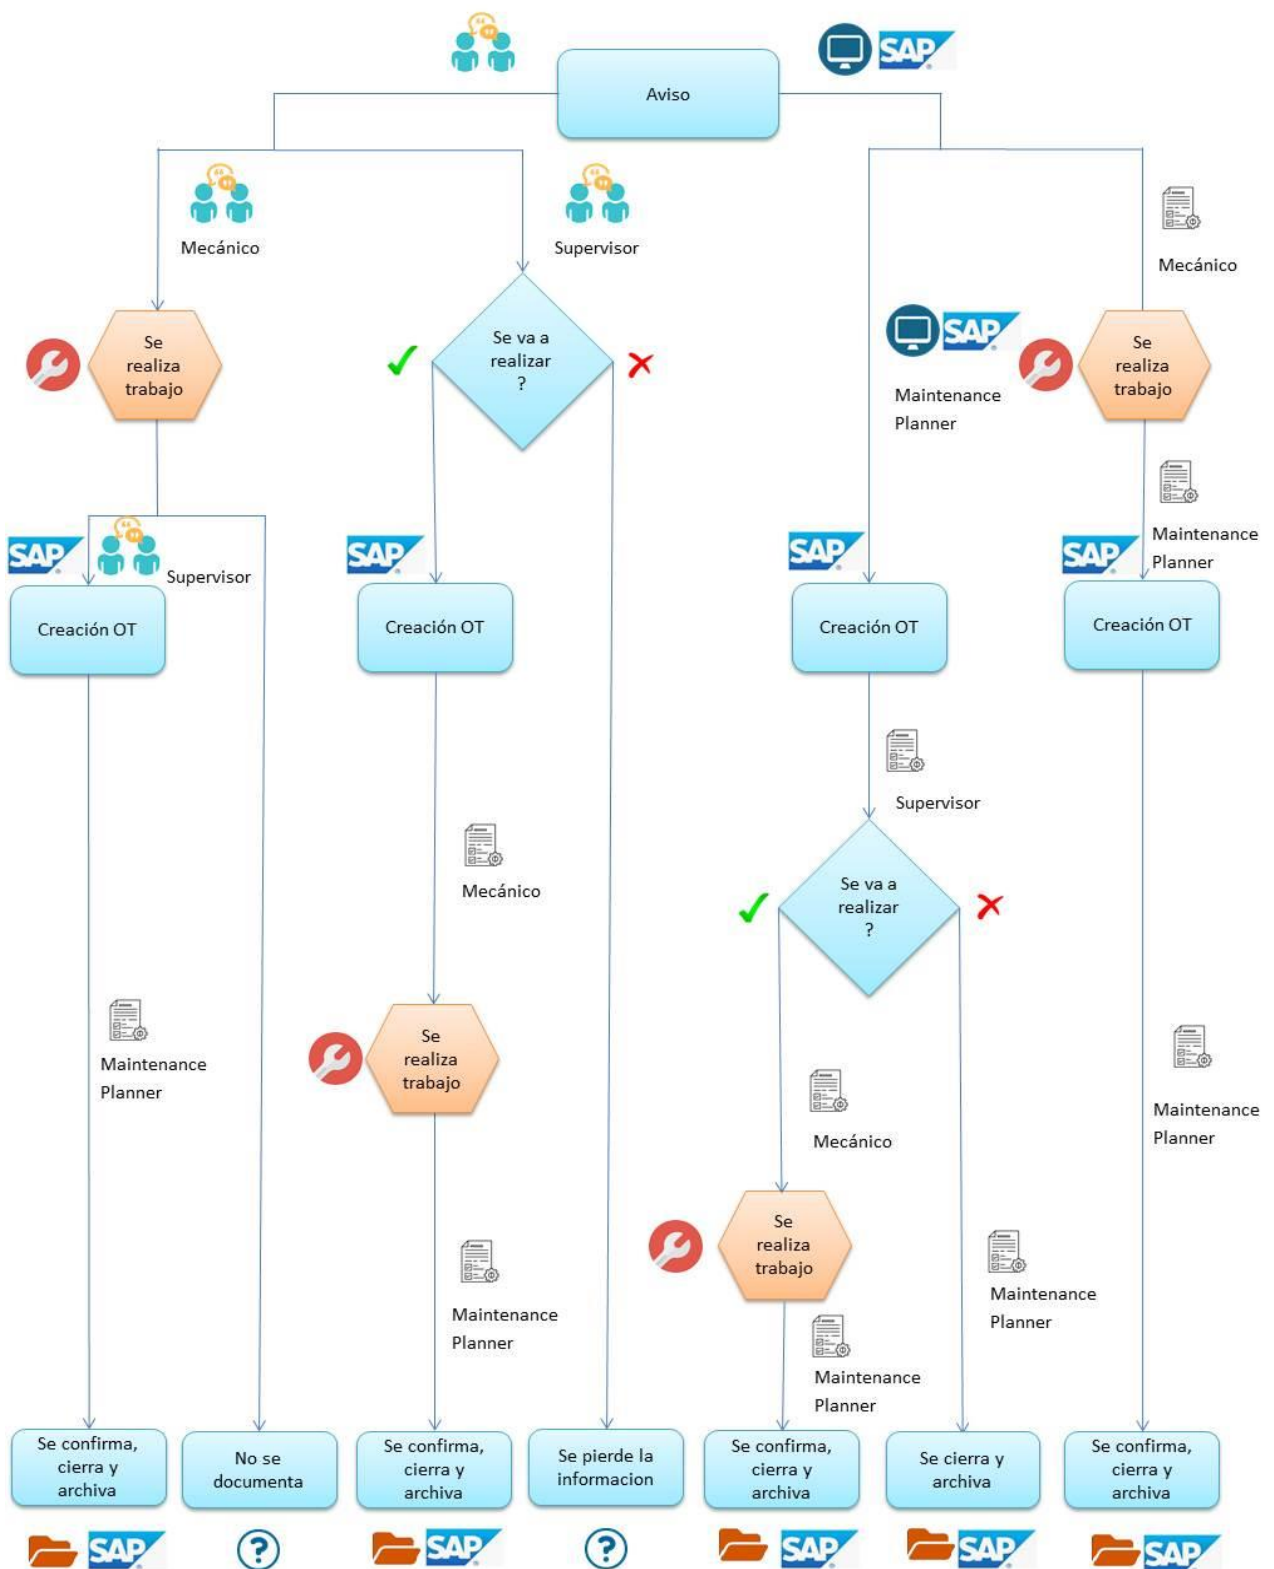 SAP
Aviso
Mecánico
Supervisor
Mecánico
Se
realiza
trabajo
Se va a
realizar
?
SAP
Maintenance
Planner
Se
realiza
trabajo
SAP
Supervisor
SAP
SAP
Maintenance
Planner
SAP
Creación OT
Creación OT
Creación OT
Creación OT
Supervisor
Mecánico
Se va a
realizar
?
Maintenance
Planner
Se
realiza
trabajo
Mecánico
Maintenance
Planner
Se
realiza
trabajo
Maintenance
Planner
Maintenance
Planner
Maintenance
Planner
Se confirma,
cierra y
archiva
No se
documenta
Se confirma,
cierra y
archiva
Se pierde la
informacion
Se confirma,
cierra y
archiva
Se cierra y
archiva
Se confirma,
cierra y
archiva
SAP
?
SAP
?
SAP
SAP
SAP